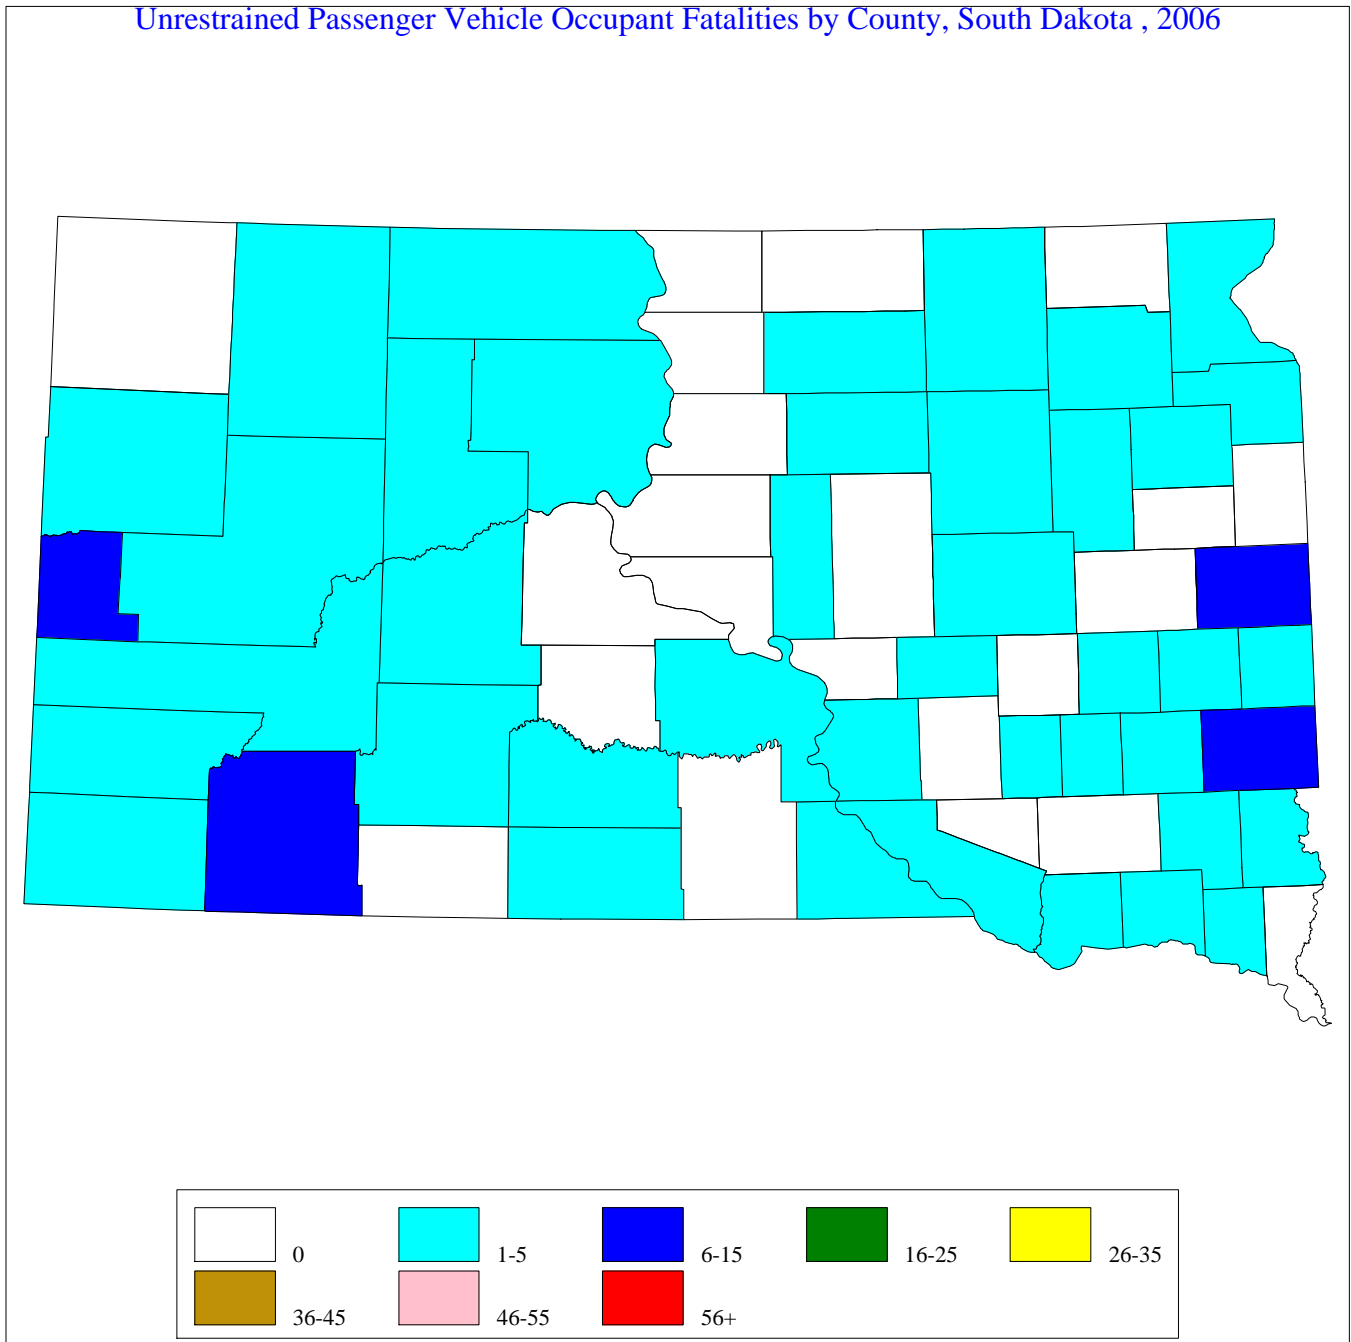 Unrestrained Passenger Vehicle Occupant Fatalities by County, South Dakota , 2006
0 1-5 6-15 16-25 26-35
36-45 46-55 56+